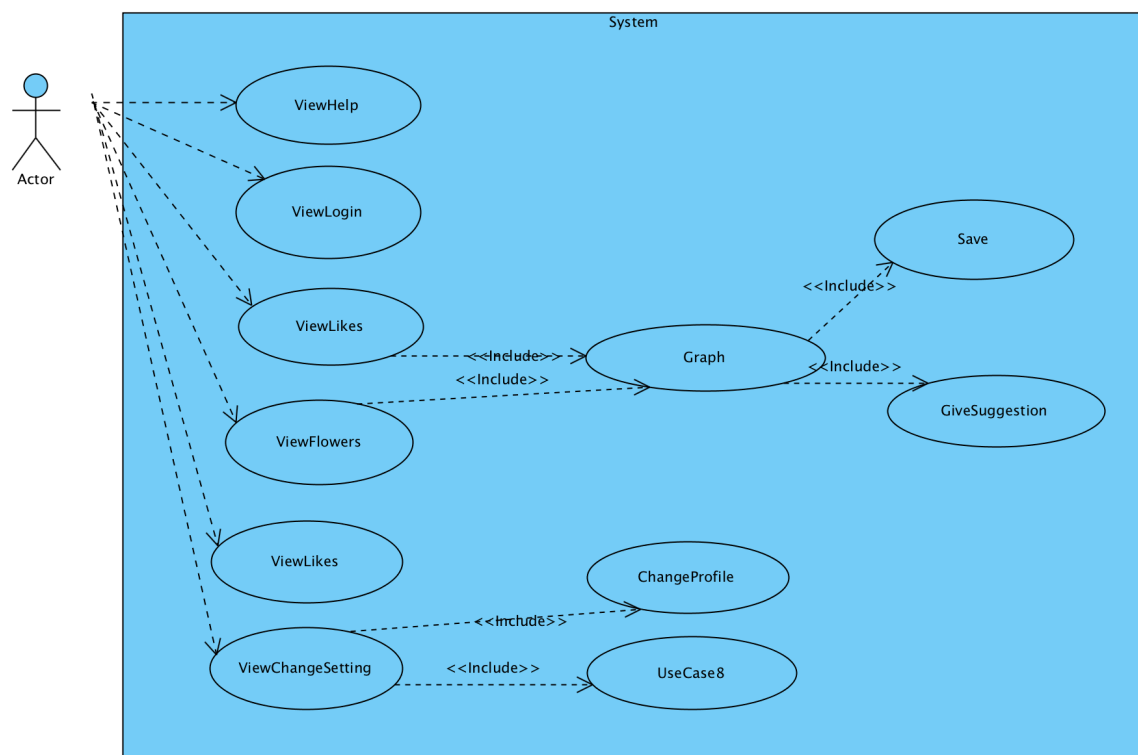 System
ViewHelp
Actor
ViewLogin
Save
<<Include>>
ViewLikes
<<Include>>
Graph
<<Include>>
<<Include>>
GiveSuggestion
ViewFlowers
ViewLikes
ChangeProfile
<<Include>>
ViewChangeSetting
<<Include>>
UseCase8